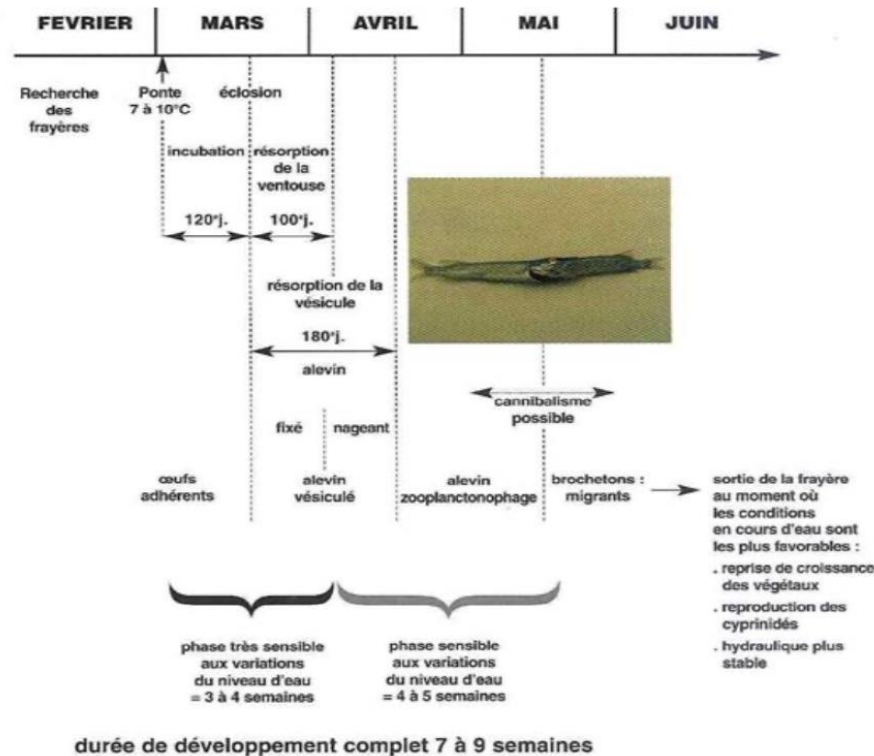 FEVRIER MARS AVRIL MAI JUIN
Recherche
des
frayères
Ponte
7 à 10°C
éclosion
incubation
résorption
de la
ventouse
120°j.
100°j.
résorption de la
vésicule
180°j.
alevin
cannibalisme
possible
fixé
nageant
œufs
adhérents
alevin
vésiculé
alevin
zooplanctonophage
brochetons :
migrants
sortie de la frayère
au moment où
les conditions
en cours d'eau sont
les plus favorables :
. reprise de croissance
des végétaux
. reproduction des
cyprinidés
. hydraulique plus
stable
phase très sensible
aux variations
du niveau d'eau
= 3 à 4 semaines
phase sensible
aux variations
du niveau d'eau
= 4 à 5 semaines
durée de développement complet 7 à 9 semaines